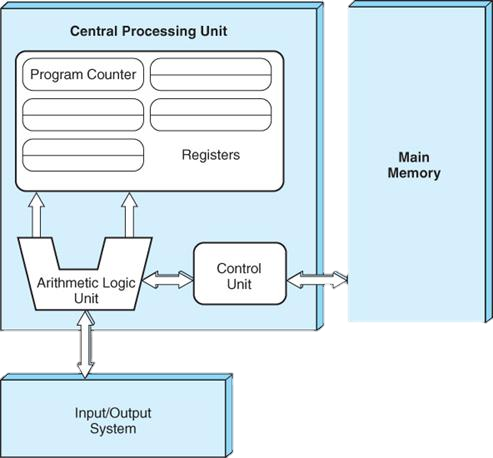 Central Processing Unit
Program Counter
Registers
Main
Memory
Arithmetic Logic
Unit
Control
Unit
Input/Output
System